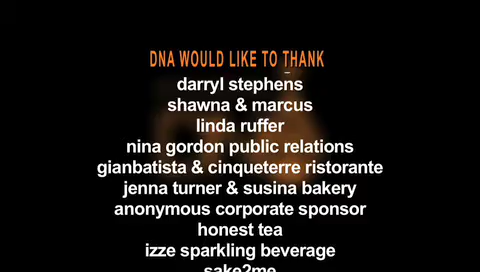 DNA WOULD LIKE TO THANK
darryl stephens
shawna & marcus
linda ruffer
nina gordon public relations
gianbatista & cinqueterre ristorante
jenna turner & susina bakery
anonymous corporate sponsor
honest tea
izze sparkling beverage
sake2me